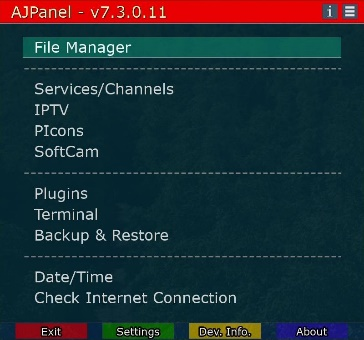 AJPanel - v7.3.0.11
File Manager
Services/Channels
IPTV
PIcons
SoftCam
Plugins
Terminal
Backup & Restore
Date/Time
Check Internet Connection
Exit Settings Dev. Info. About